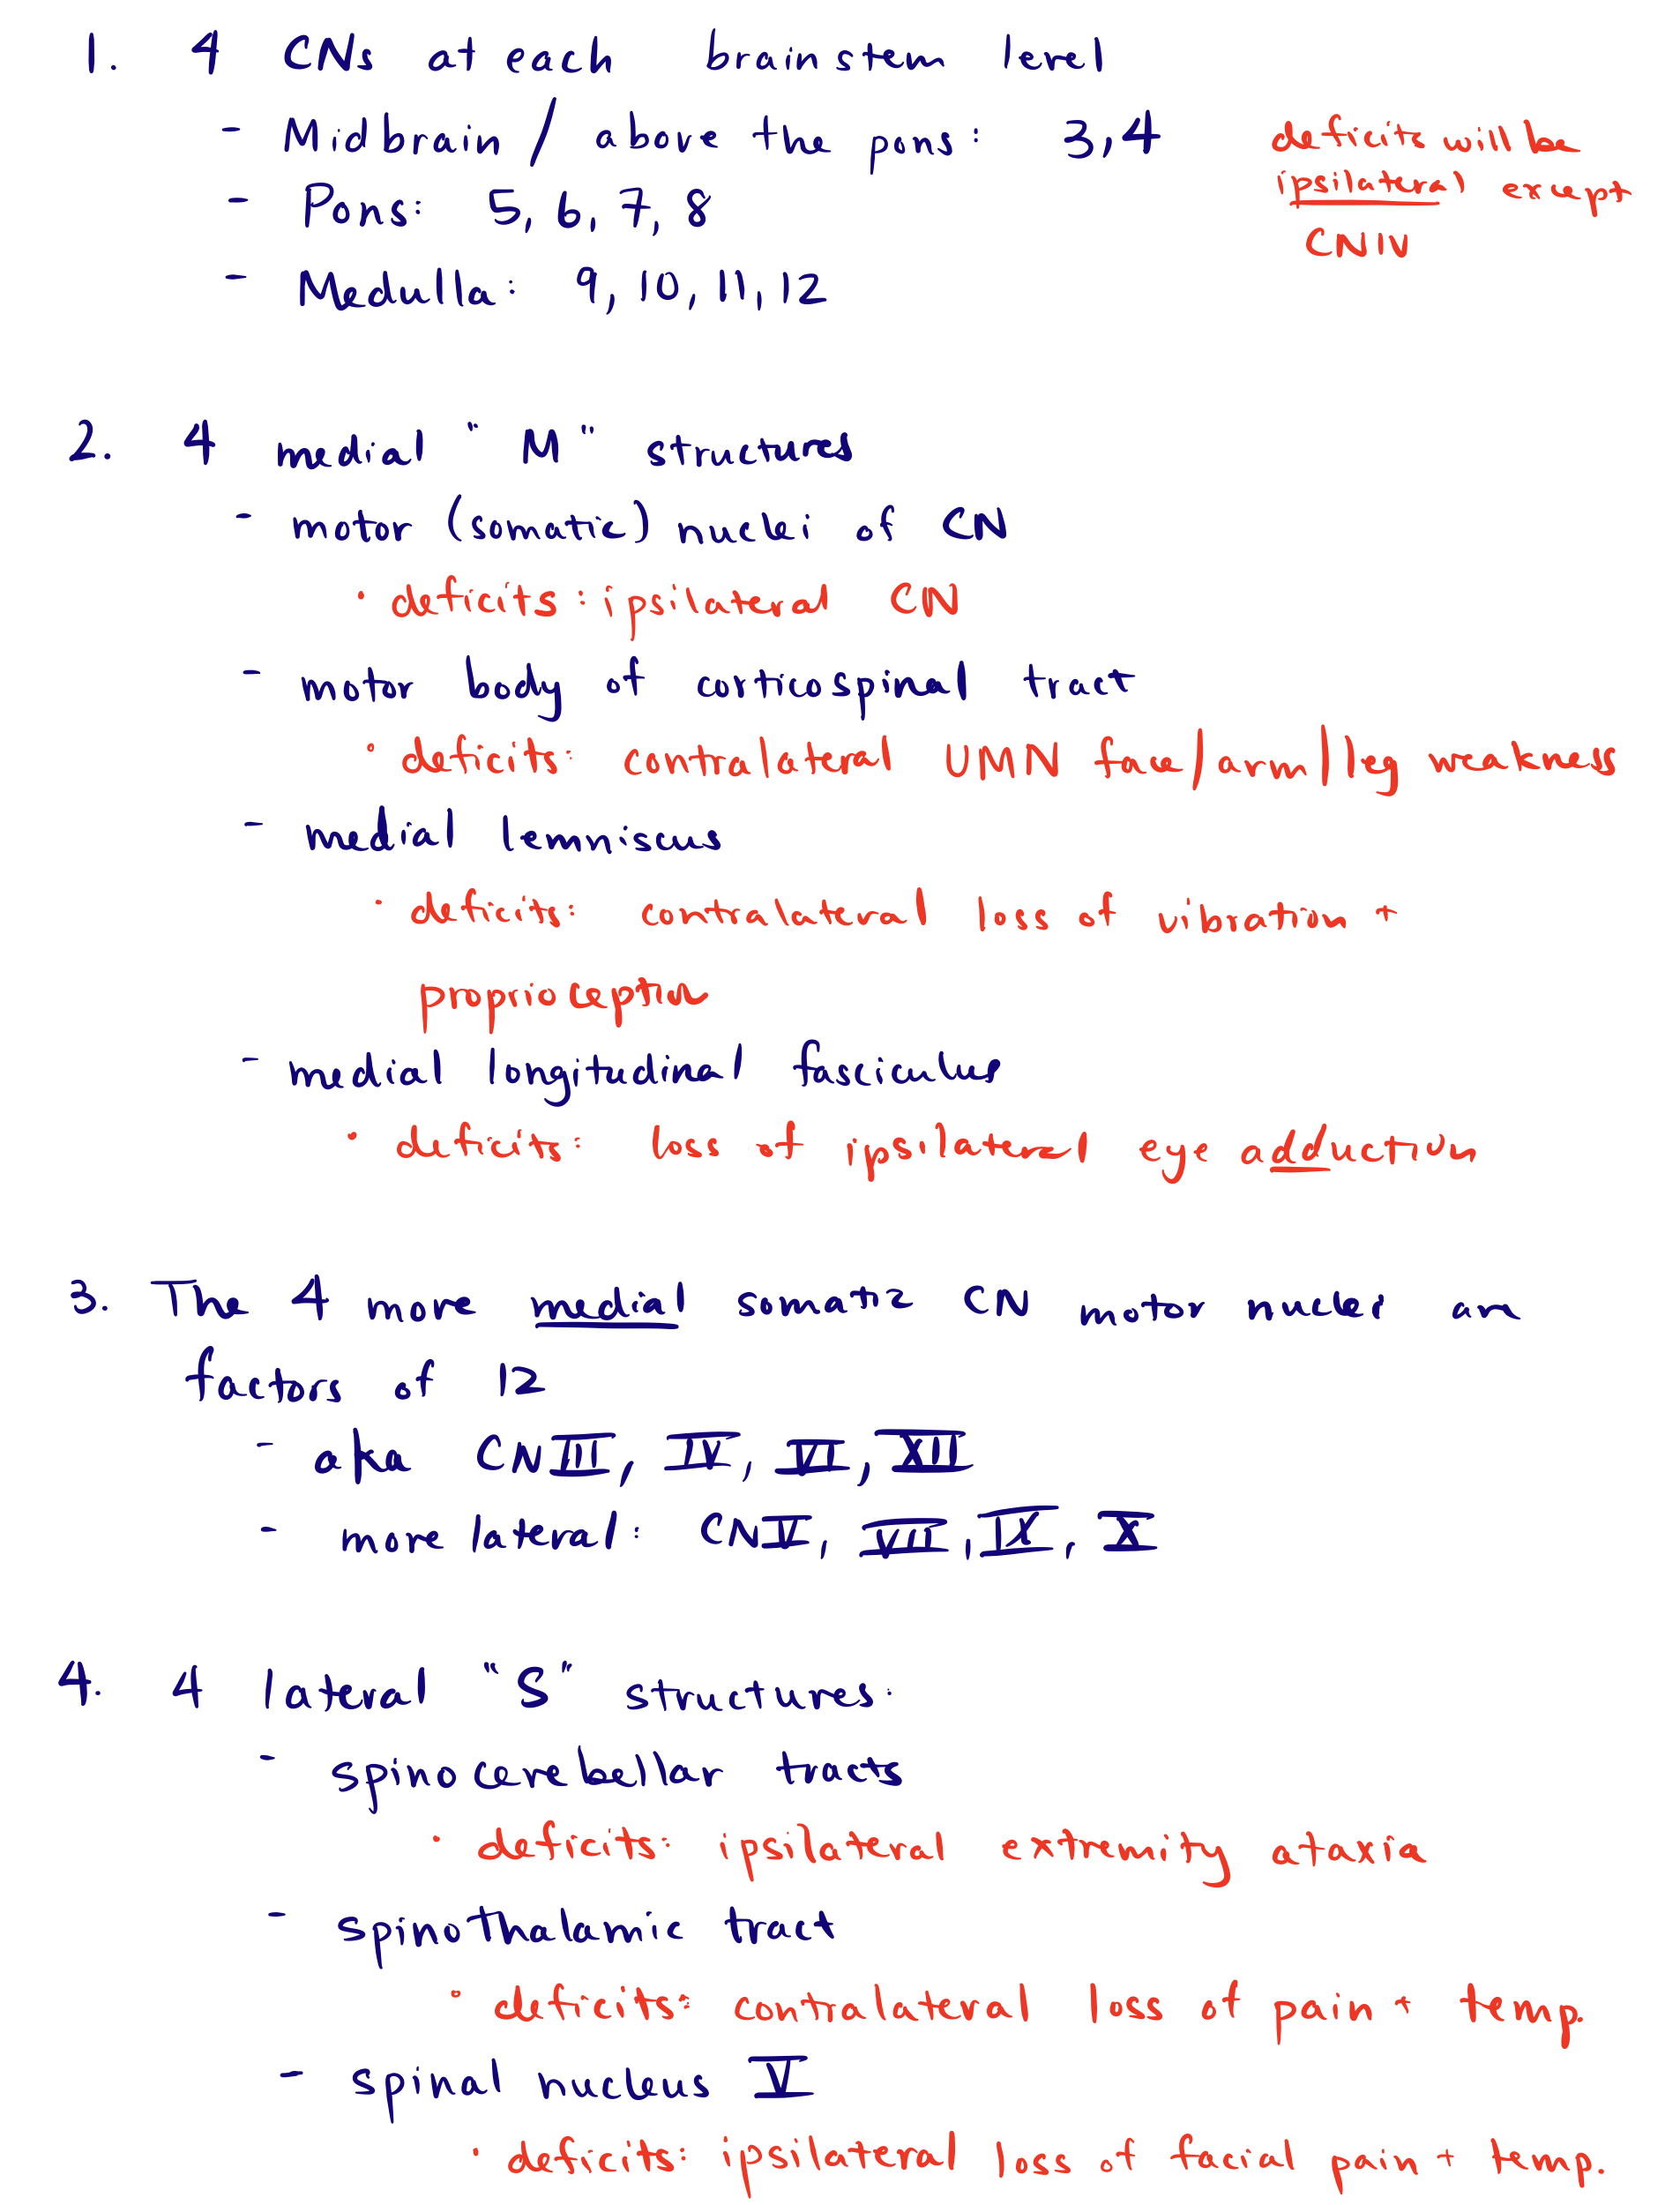 1. 4 CNs at each brainstem level
- Midbrain / above the pons: 3, 4
deficits will be
ipsilateral except
CNIV
- Pons: 5, 6, 7, 8
- Medulla: 9, 10, 11, 12
2. 4 medial "M" structures
- motor (somatic) nuclei of CN
• deficits: ipsilateral CN
- motor body of corticospinal tract
• deficits: contralateral UMN face/arm/leg weakness
- medial lemniscus
• deficits: contralateral loss of vibration +
proprioception
- medial longitudinal fasciculus
• deficits: loss of ipsilateral eye adduction
3. The 4 more medial somatic CN motor nuclei are
factors of 12
- aka CNIII, IV, VI, XII
- more lateral: CNV, VII, IX, X
4. 4 lateral "S" structures:
- spinocerebellar tracts
• deficits: ipsilateral extremity ataxia
- spinothalamic tract
• deficits: contralateral loss of pain + temp.
- spinal nucleus V
• deficits: ipsilateral loss of facial pain + temp.